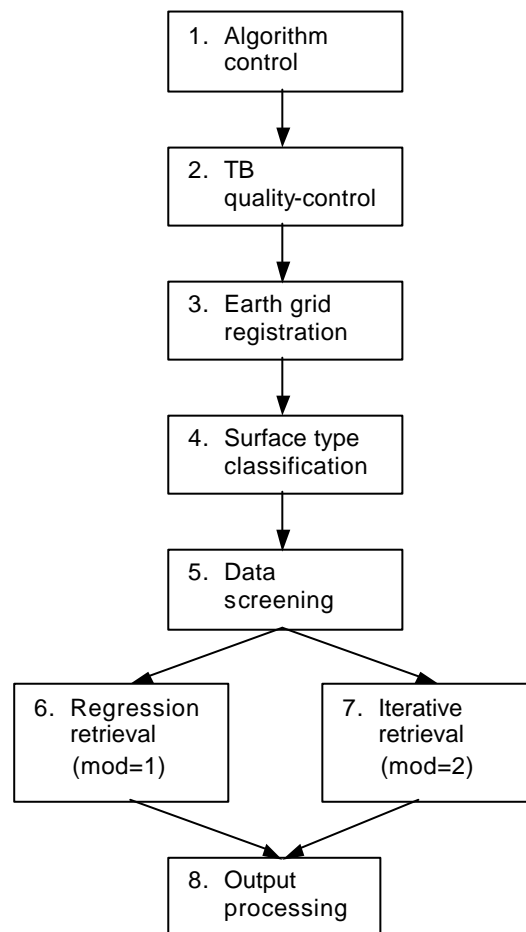 1. Algorithm
control
2. TB
quality-control
3. Earth grid
registration
4. Surface type
classification
5. Data
screening
6. Regression
retrieval
(mod=1)
7. Iterative
retrieval
(mod=2)
8. Output
processing